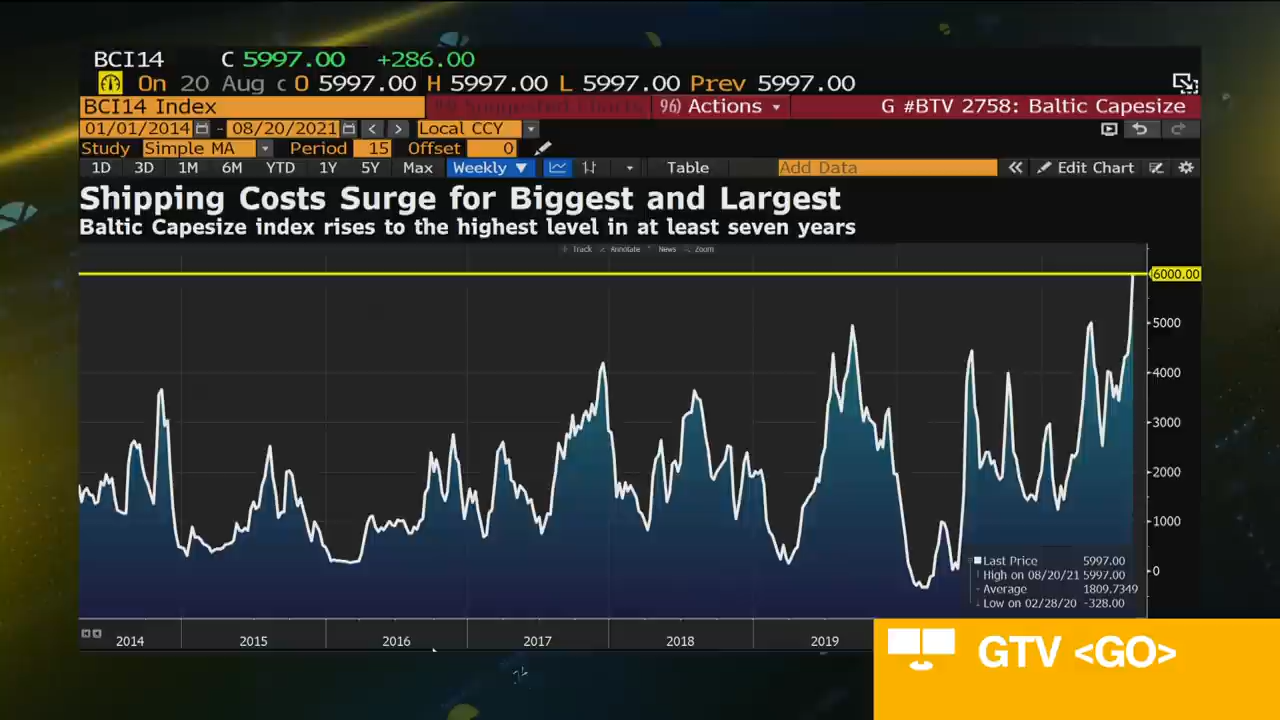 BCI14 C 5997.00 +286.00
On 20 Aug c O 5997.00 H 5997.00 L 5997.00 Prev 5997.00
BCI14 Index 96) Actions G #BTV 2758: Baltic Capesize
01/01/2014 - 08/20/2021 < > Local CCY
Study Simple MA Period 15 Offset 0
1D 3D 1M 6M YTD 1Y 5Y Max Weekly Table Add Data Edit Chart
Shipping Costs Surge for Biggest and Largest
Baltic Capesize index rises to the highest level in at least seven years
Track Annotate News Zoom
6000.00
5000
4000
3000
2000
1000
0
Last Price 5997.00
High on 08/20/21 5997.00
Average 1809.7349
Low on 02/28/20 -328.00
2014 2015 2016 2017 2018 2019
GTV <GO>